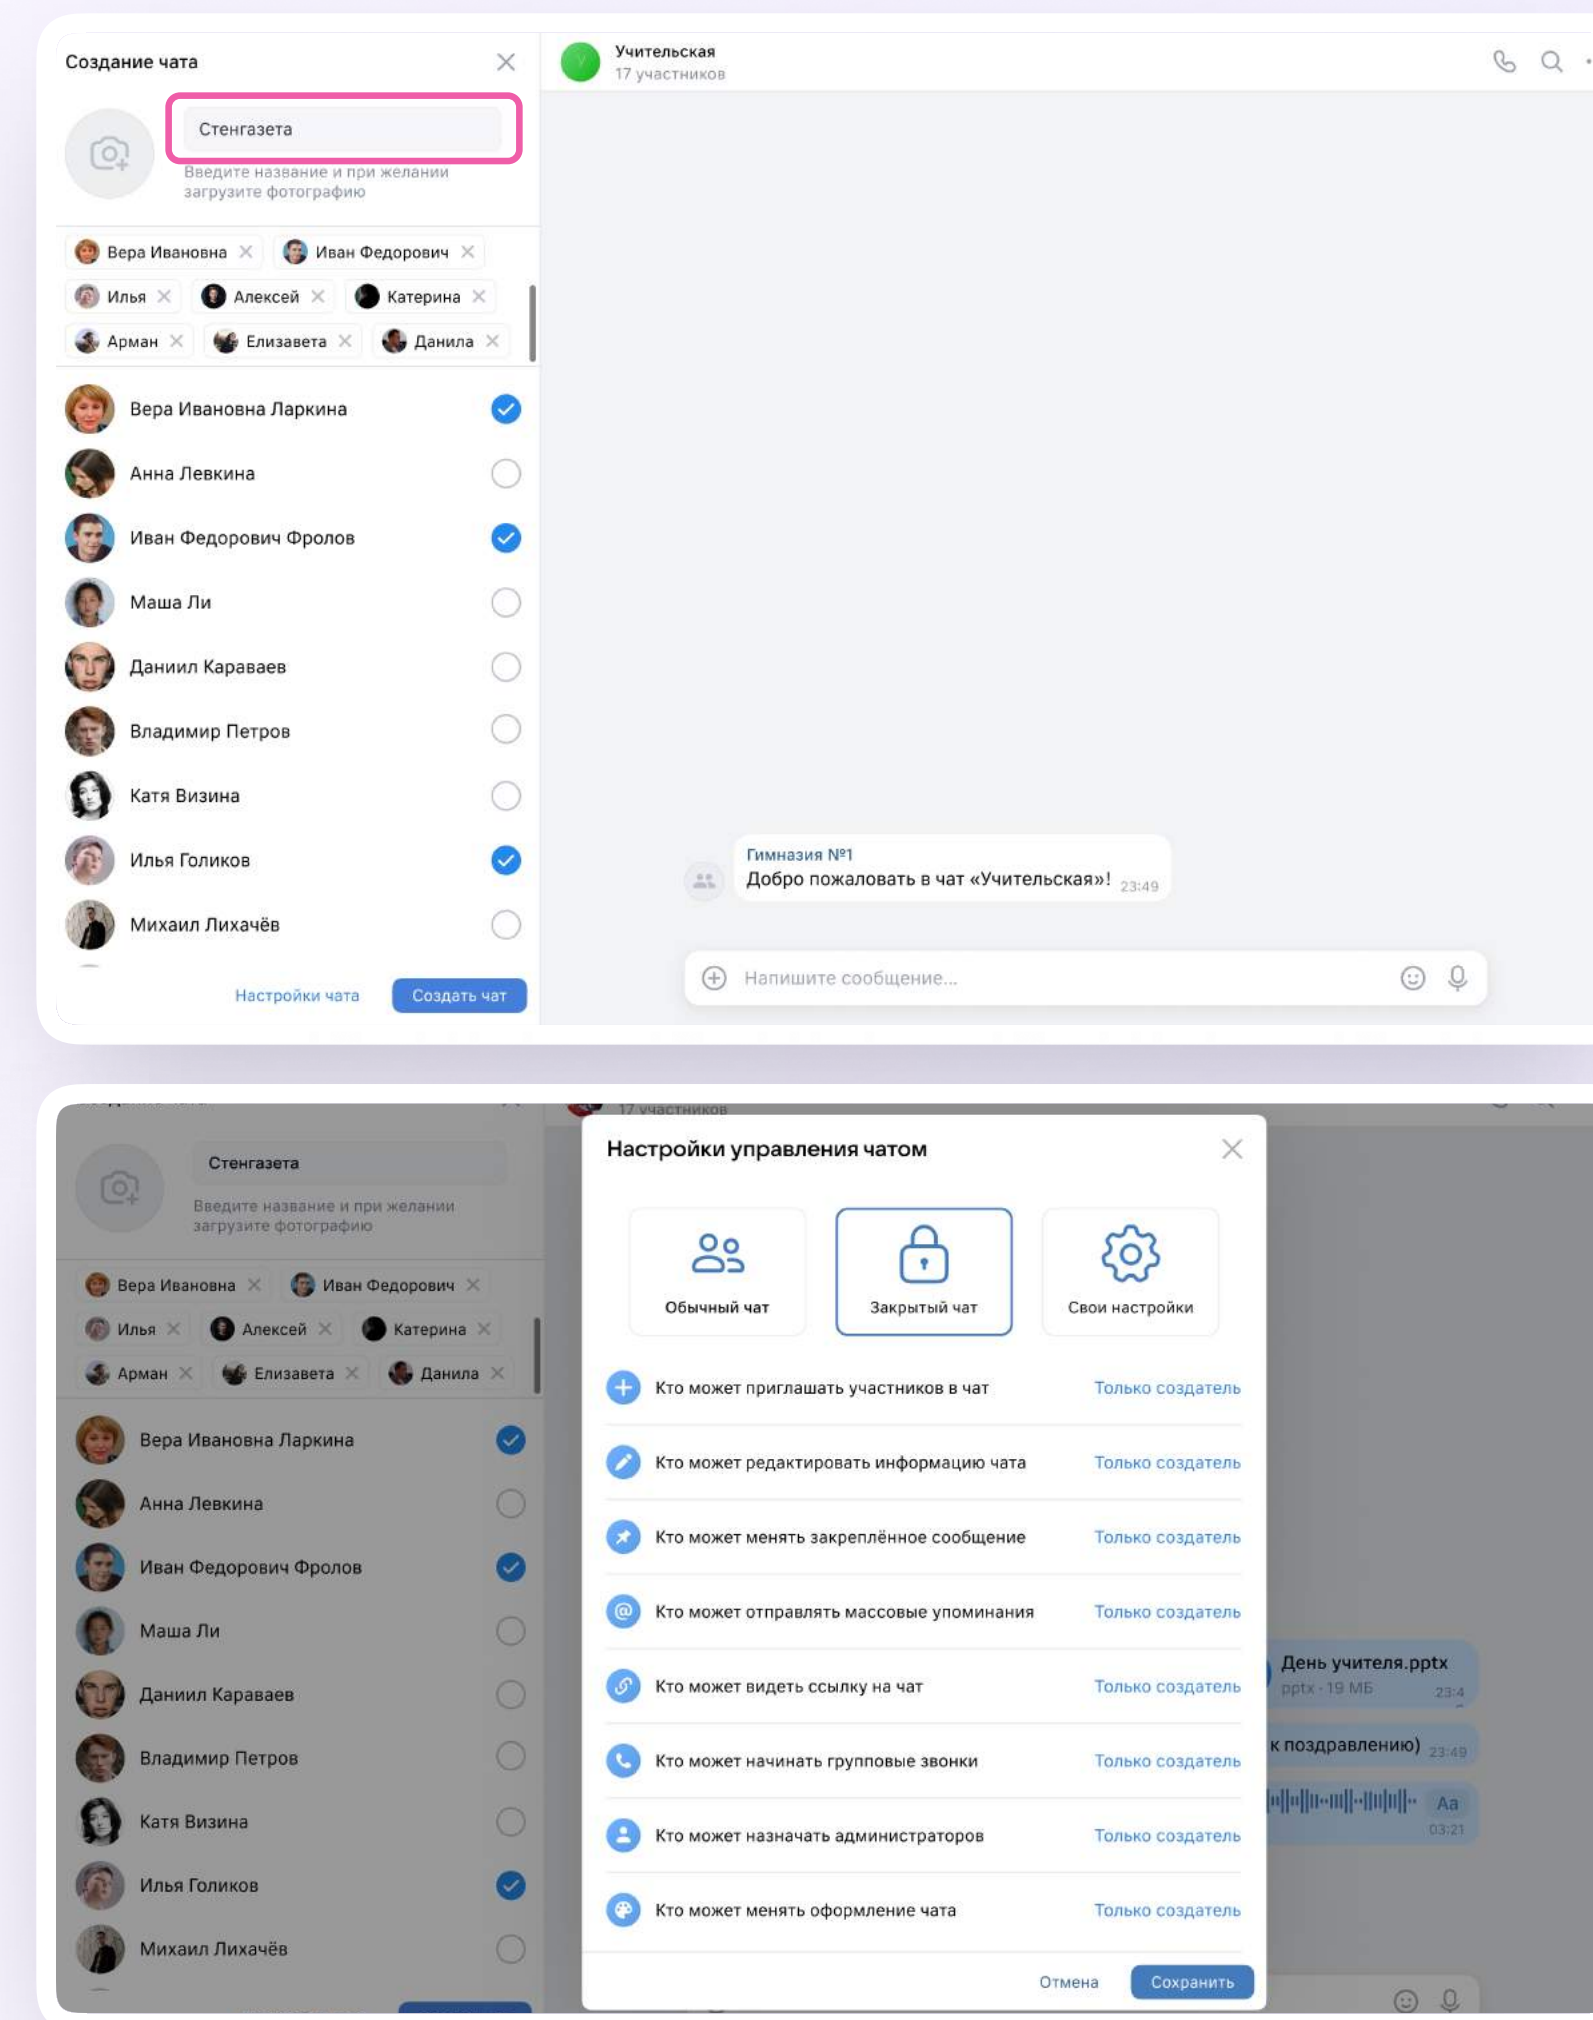 Создание чата
Стенгазета
Введите название и при желании
загрузите фотографию
Вера Ивановна
Иван Федорович
Илья
Алексей
Катерина
Арман
Елизавета
Данила
Вера Ивановна Ларкина
Анна Левкина
Иван Федорович Фролов
Маша Ли
Даниил Караваев
Владимир Петров
Катя Визина
Илья Голиков
Михаил Лихачёв
Настройки чата
Создать чат
У
Учительская
17 участников
Гимназия №1
Добро пожаловать в чат «Учительская»! 23:49
Напишите сообщение...
Стенгазета
Введите название и при желании
загрузите фотографию
Вера Ивановна
Иван Федорович
Илья
Алексей
Катерина
Арман
Елизавета
Данила
Вера Ивановна Ларкина
Анна Левкина
Иван Федорович Фролов
Маша Ли
Даниил Караваев
Владимир Петров
Катя Визина
Илья Голиков
Михаил Лихачёв
17 участников
Настройки управления чатом
Обычный чат
Закрытый чат
Свои настройки
Кто может приглашать участников в чат Только создатель
Кто может редактировать информацию чата Только создатель
Кто может менять закреплённое сообщение Только создатель
Кто может отправлять массовые упоминания Только создатель
Кто может видеть ссылку на чат Только создатель
Кто может начинать групповые звонки Только создатель
Кто может назначать администраторов Только создатель
Кто может менять оформление чата Только создатель
Отмена
Сохранить
День учителя.pptx
pptx · 19 МБ 23:4
к поздравлению) 23:49
Aa
03:21